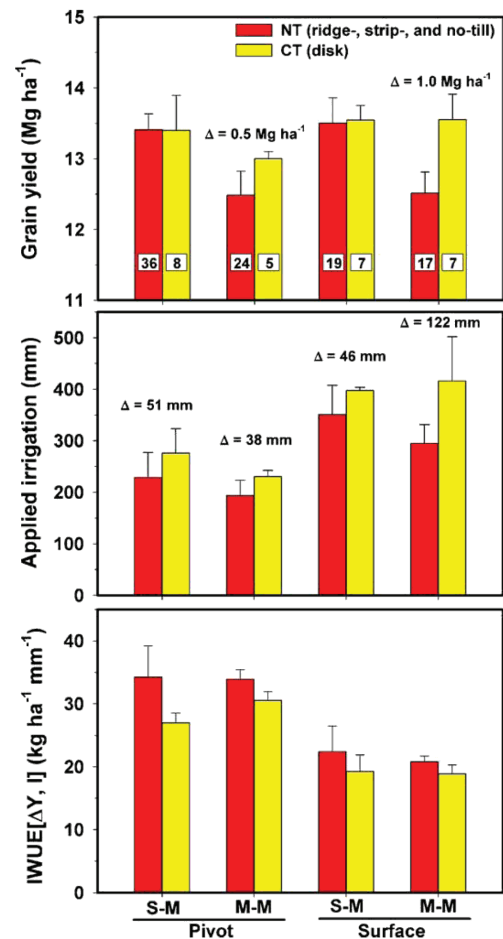 NT (ridge-, strip-, and no-till)
CT (disk)
Grain yield (Mg ha⁻¹)
15
14
13
12
11
Δ = 0.5 Mg ha⁻¹
Δ = 1.0 Mg ha⁻¹
36 8 24 5 19 7 17 7
Applied irrigation (mm)
500
400
300
200
100
0
Δ = 51 mm
Δ = 38 mm
Δ = 46 mm
Δ = 122 mm
IWUE[ΔY, I] (kg ha⁻¹ mm⁻¹)
40
30
20
10
0
S-M M-M S-M M-M
Pivot Surface